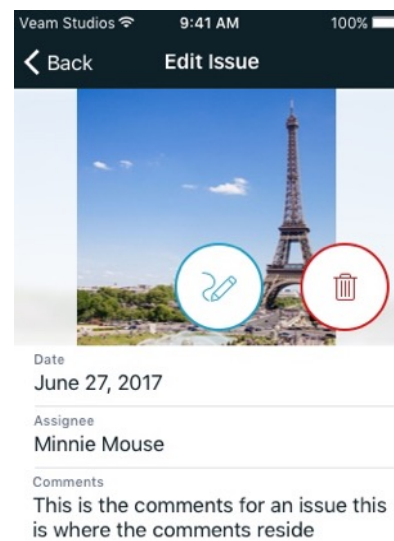 Veam Studios 9:41 AM 100%
Back Edit Issue
Date
June 27, 2017
Assignee
Minnie Mouse
Comments
This is the comments for an issue this
is where the comments reside